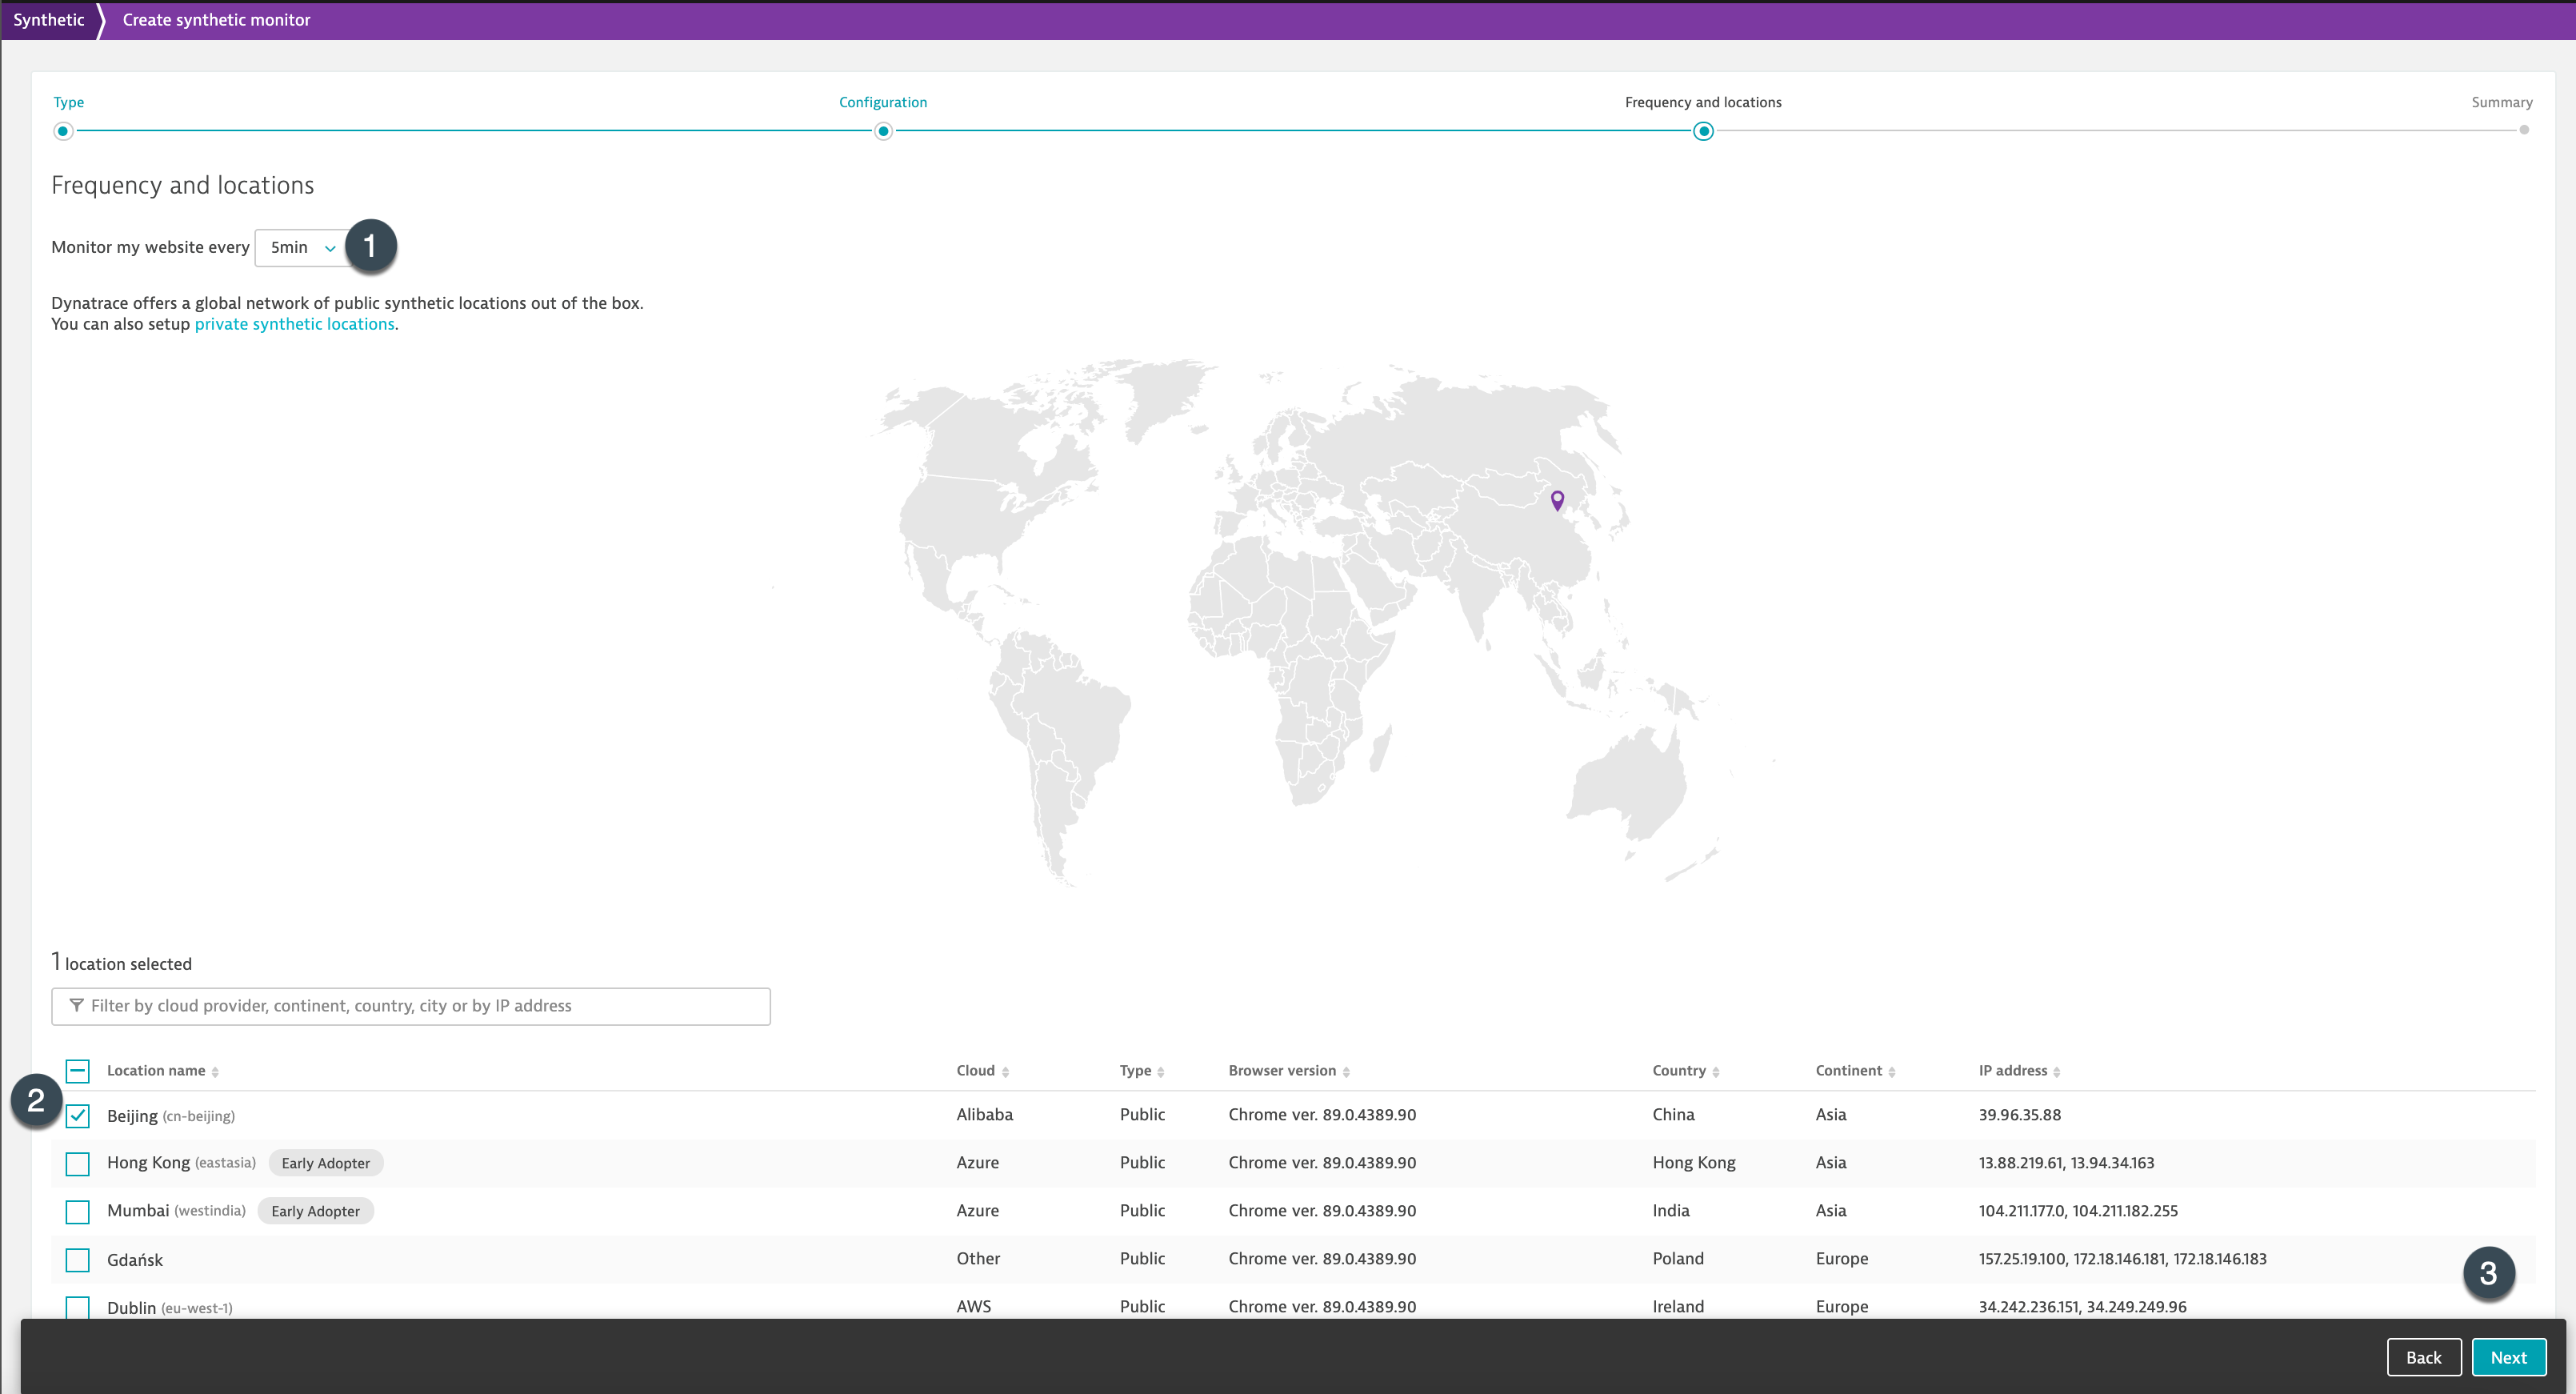 Synthetic
Create synthetic monitor
Type
Configuration
Frequency and locations
Summary
Frequency and locations
Monitor my website every 5min 1
Dynatrace offers a global network of public synthetic locations out of the box.
You can also setup private synthetic locations.
1 location selected
Filter by cloud provider, continent, country, city or by IP address
Location name Cloud Type Browser version Country Continent IP address
2
Beijing (cn-beijing) Alibaba Public Chrome ver. 89.0.4389.90 China Asia 39.96.35.88
Hong Kong (eastasia) Early Adopter Azure Public Chrome ver. 89.0.4389.90 Hong Kong Asia 13.88.219.61, 13.94.34.163
Mumbai (westindia) Early Adopter Azure Public Chrome ver. 89.0.4389.90 India Asia 104.211.177.0, 104.211.182.255
Gdańsk Other Public Chrome ver. 89.0.4389.90 Poland Europe 157.25.19.100, 172.18.146.181, 172.18.146.183
3
Dublin (eu-west-1) AWS Public Chrome ver. 89.0.4389.90 Ireland Europe 34.242.236.151, 34.249.249.96
Back Next